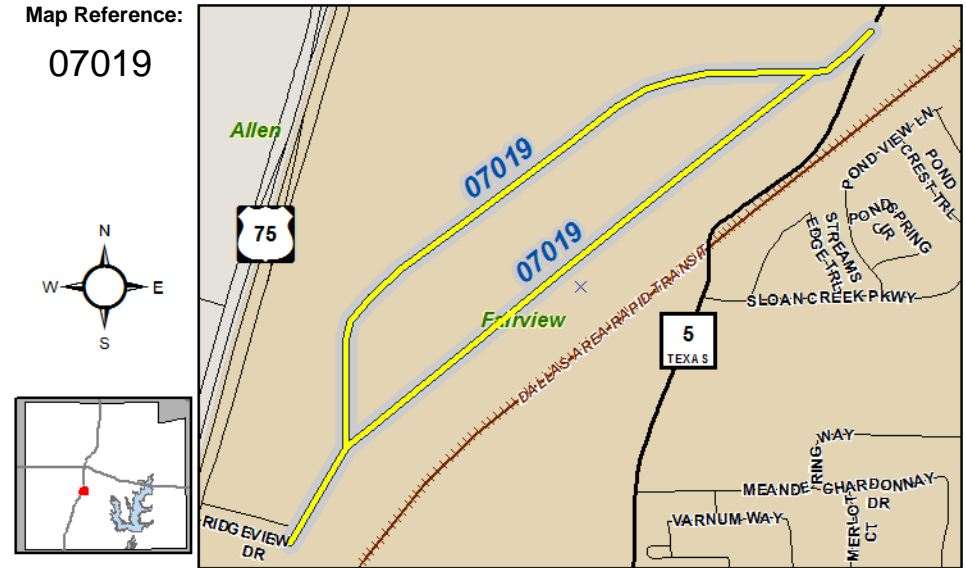 Map Reference:
07019
N
W
E
S
Allen
75
07019
07019
Fairview
DALLAS AREA RAPID TRANSIT
5
TEXAS
POND VIEW LN
POND
CREST TRL
POND SPRING
CIR
STREAMS
EDGE TRL
SLOAN CREEK PKWY
RIDGEVIEW
DR
MEANDERING WAY
CHARDONNAY
DR
VARNUM WAY
MERLOT
CT